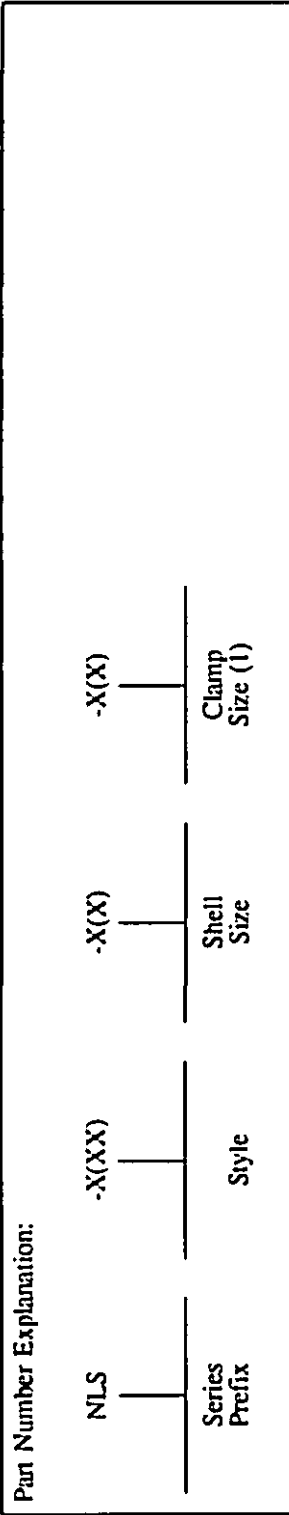 Part Number Explanation:
NLS -X(XX) -X(X) -X(X)
Series Prefix Style Shell Size Clamp Size (1)